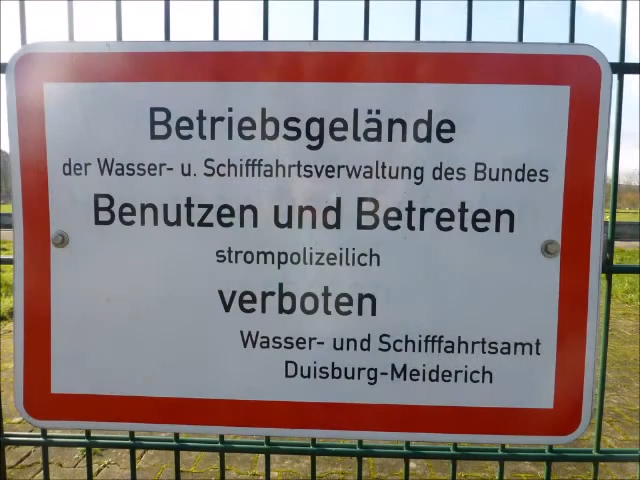 Betriebsgelände
der Wasser- u. Schifffahrtsverwaltung des Bundes
Benutzen und Betreten
strompolizeilich
verboten
Wasser- und Schifffahrtsamt
Duisburg-Meiderich